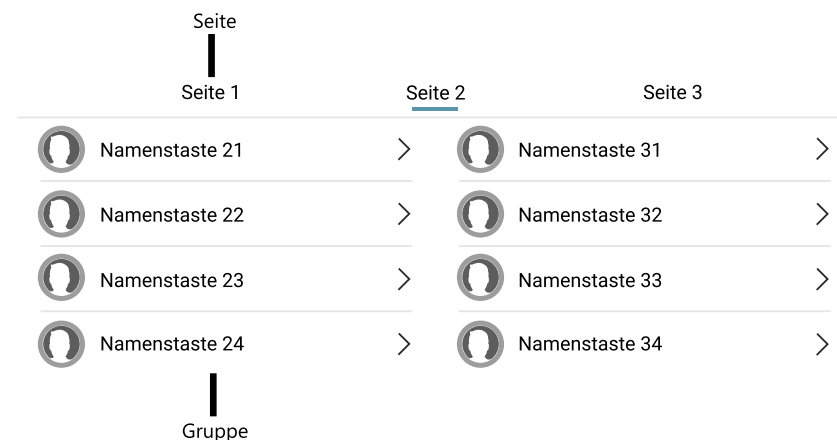 Seite
Seite 1
Seite 2
Seite 3
Namenstaste 21
Namenstaste 31
Namenstaste 22
Namenstaste 32
Namenstaste 23
Namenstaste 33
Namenstaste 24
Namenstaste 34
Gruppe